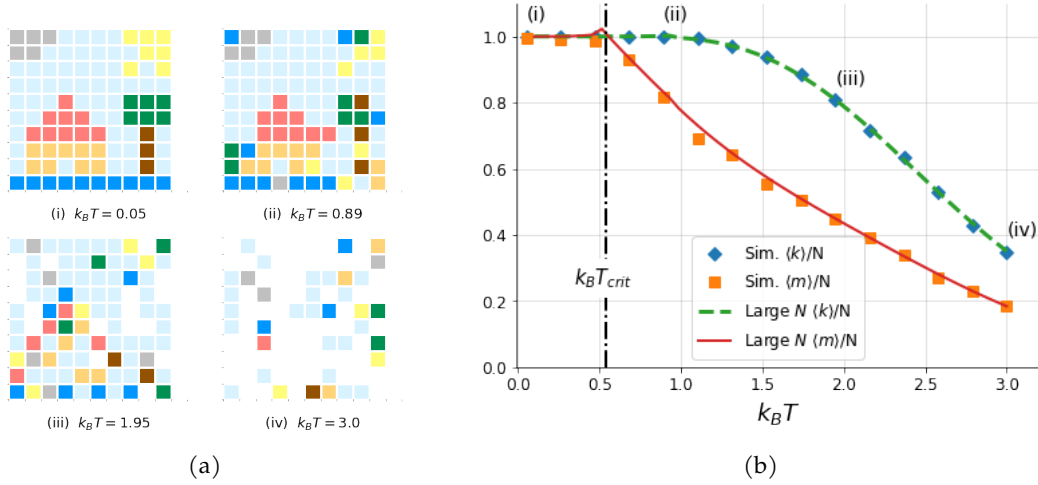 (i) k_BT = 0.05
(ii) k_BT = 0.89
(iii) k_BT = 1.95
(iv) k_BT = 3.0
(a)
(i)
(ii)
(iii)
(iv)
1.0
0.8
0.6
0.4
0.2
0.0
k_BT_{crit}
Sim. ⟨k⟩/N
Sim. ⟨m⟩/N
Large N ⟨k⟩/N
Large N ⟨m⟩/N
0.0 0.5 1.0 1.5 2.0 2.5 3.0
k_BT
(b)